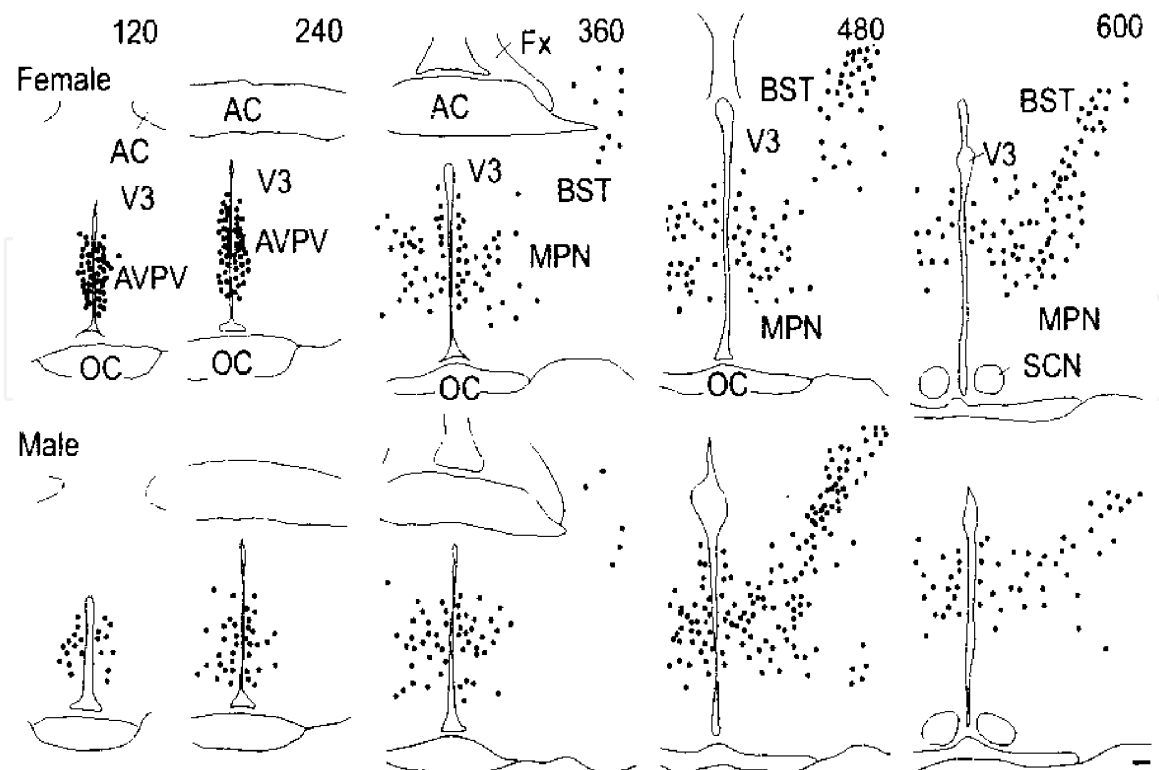 120
240
360
480
600
Female
AC
AC
Fx
AC
BST
BST
V3
V3
V3
V3
V3
BST
AVPV
AVPV
MPN
MPN
MPN
SCN
OC
OC
OC
OC
Male